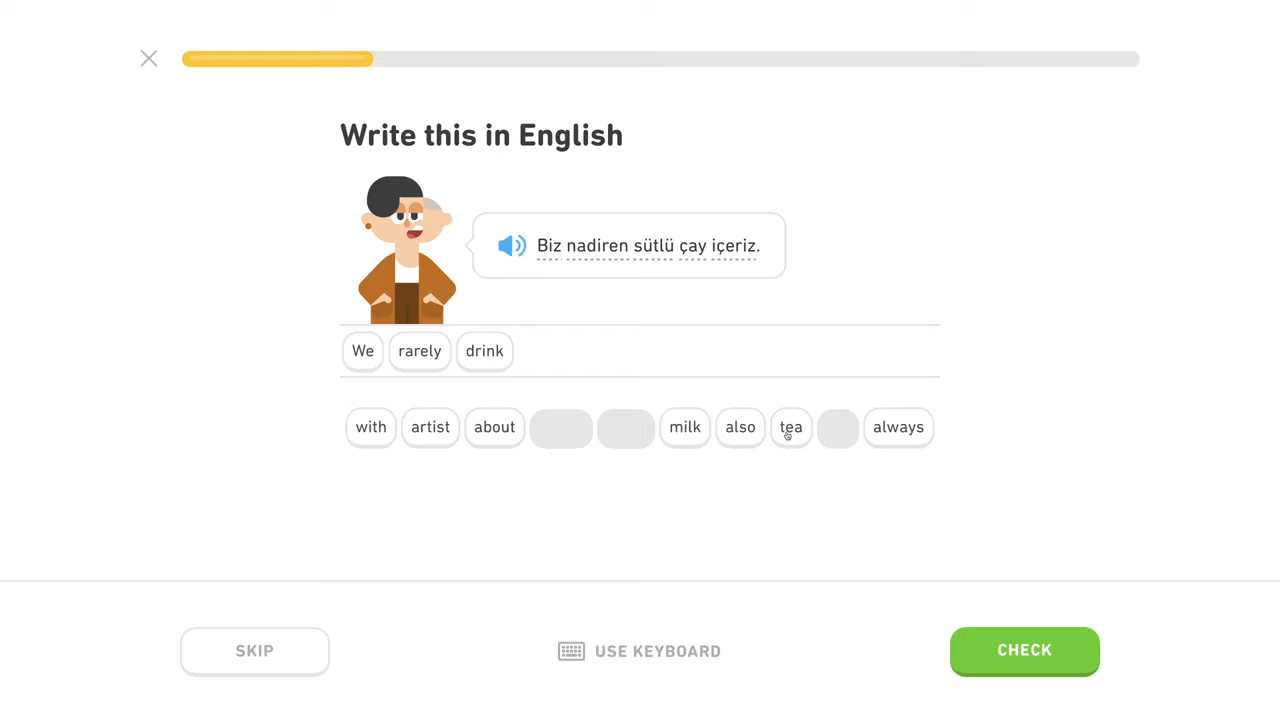 Write this in English
Biz nadiren sütlü çay içeriz.
We rarely drink
with artist about milk also tea always
SKIP USE KEYBOARD CHECK